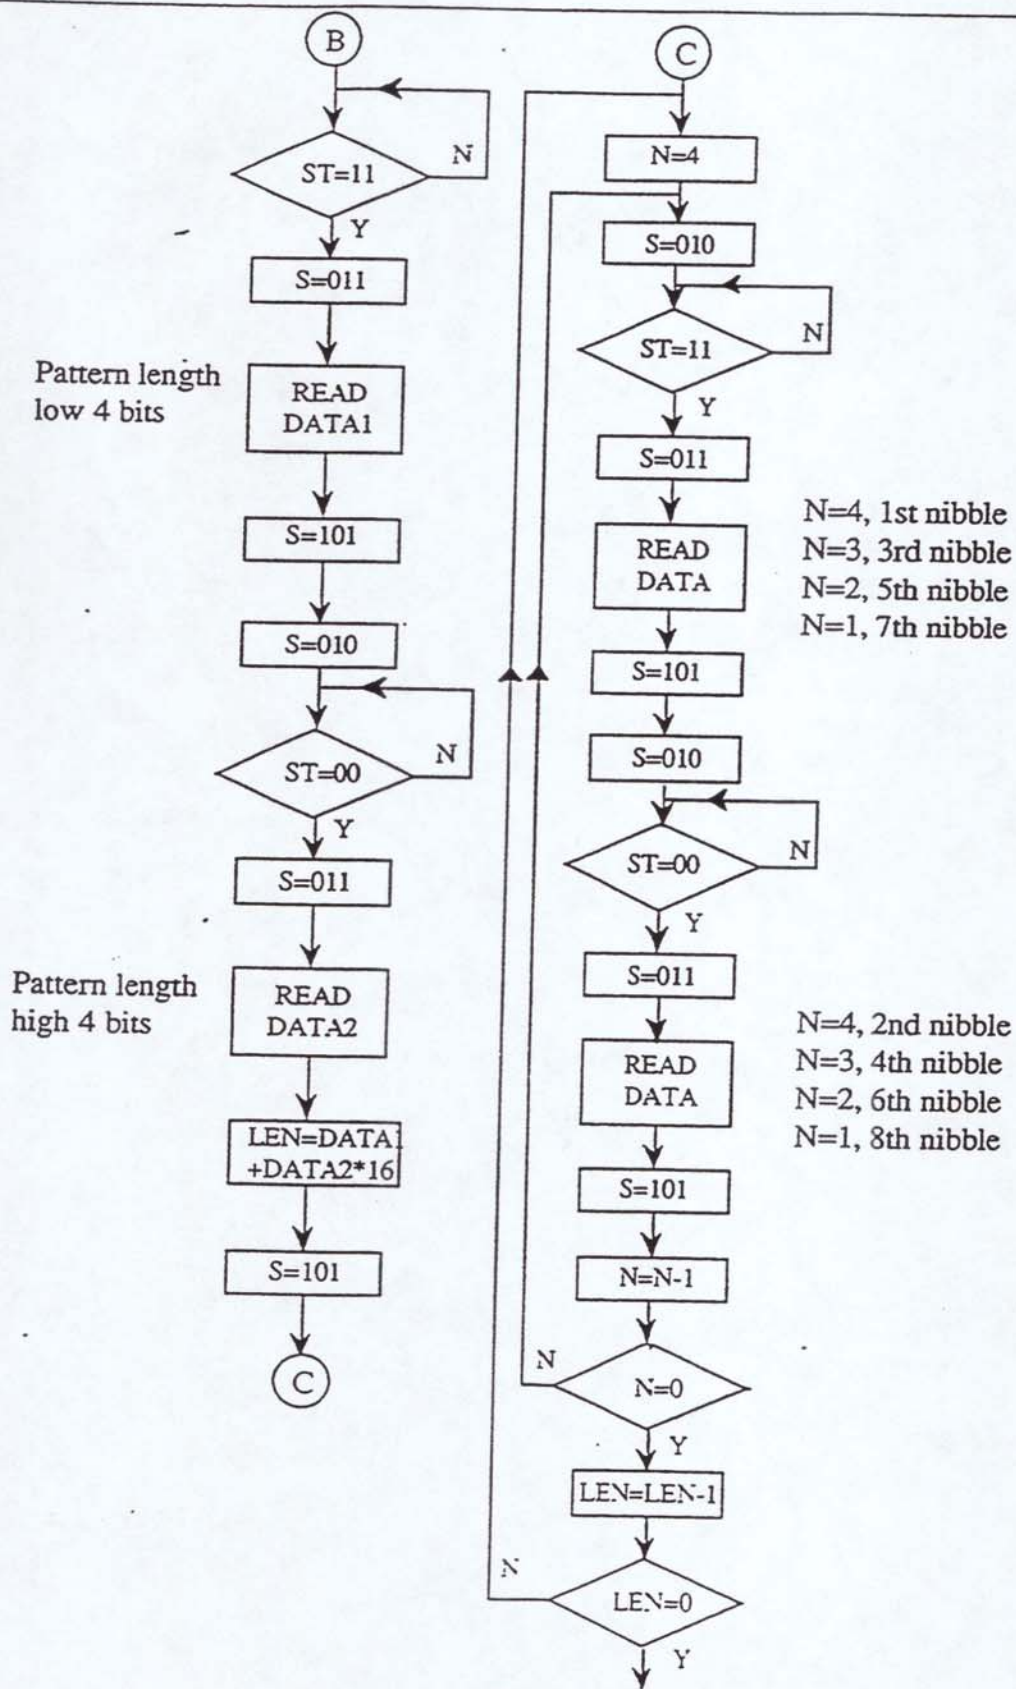 B
ST=11
N
Y
S=011
Pattern length
low 4 bits
READ
DATA1
S=101
S=010
ST=00
N
Y
S=011
Pattern length
high 4 bits
READ
DATA2
LEN=DATA1
+DATA2*16
S=101
C
C
N=4
S=010
ST=11
N
Y
S=011
READ
DATA
N=4, 1st nibble
N=3, 3rd nibble
N=2, 5th nibble
N=1, 7th nibble
S=101
S=010
ST=00
N
Y
S=011
READ
DATA
N=4, 2nd nibble
N=3, 4th nibble
N=2, 6th nibble
N=1, 8th nibble
S=101
N=N-1
N
N=0
Y
LEN=LEN-1
N
LEN=0
Y